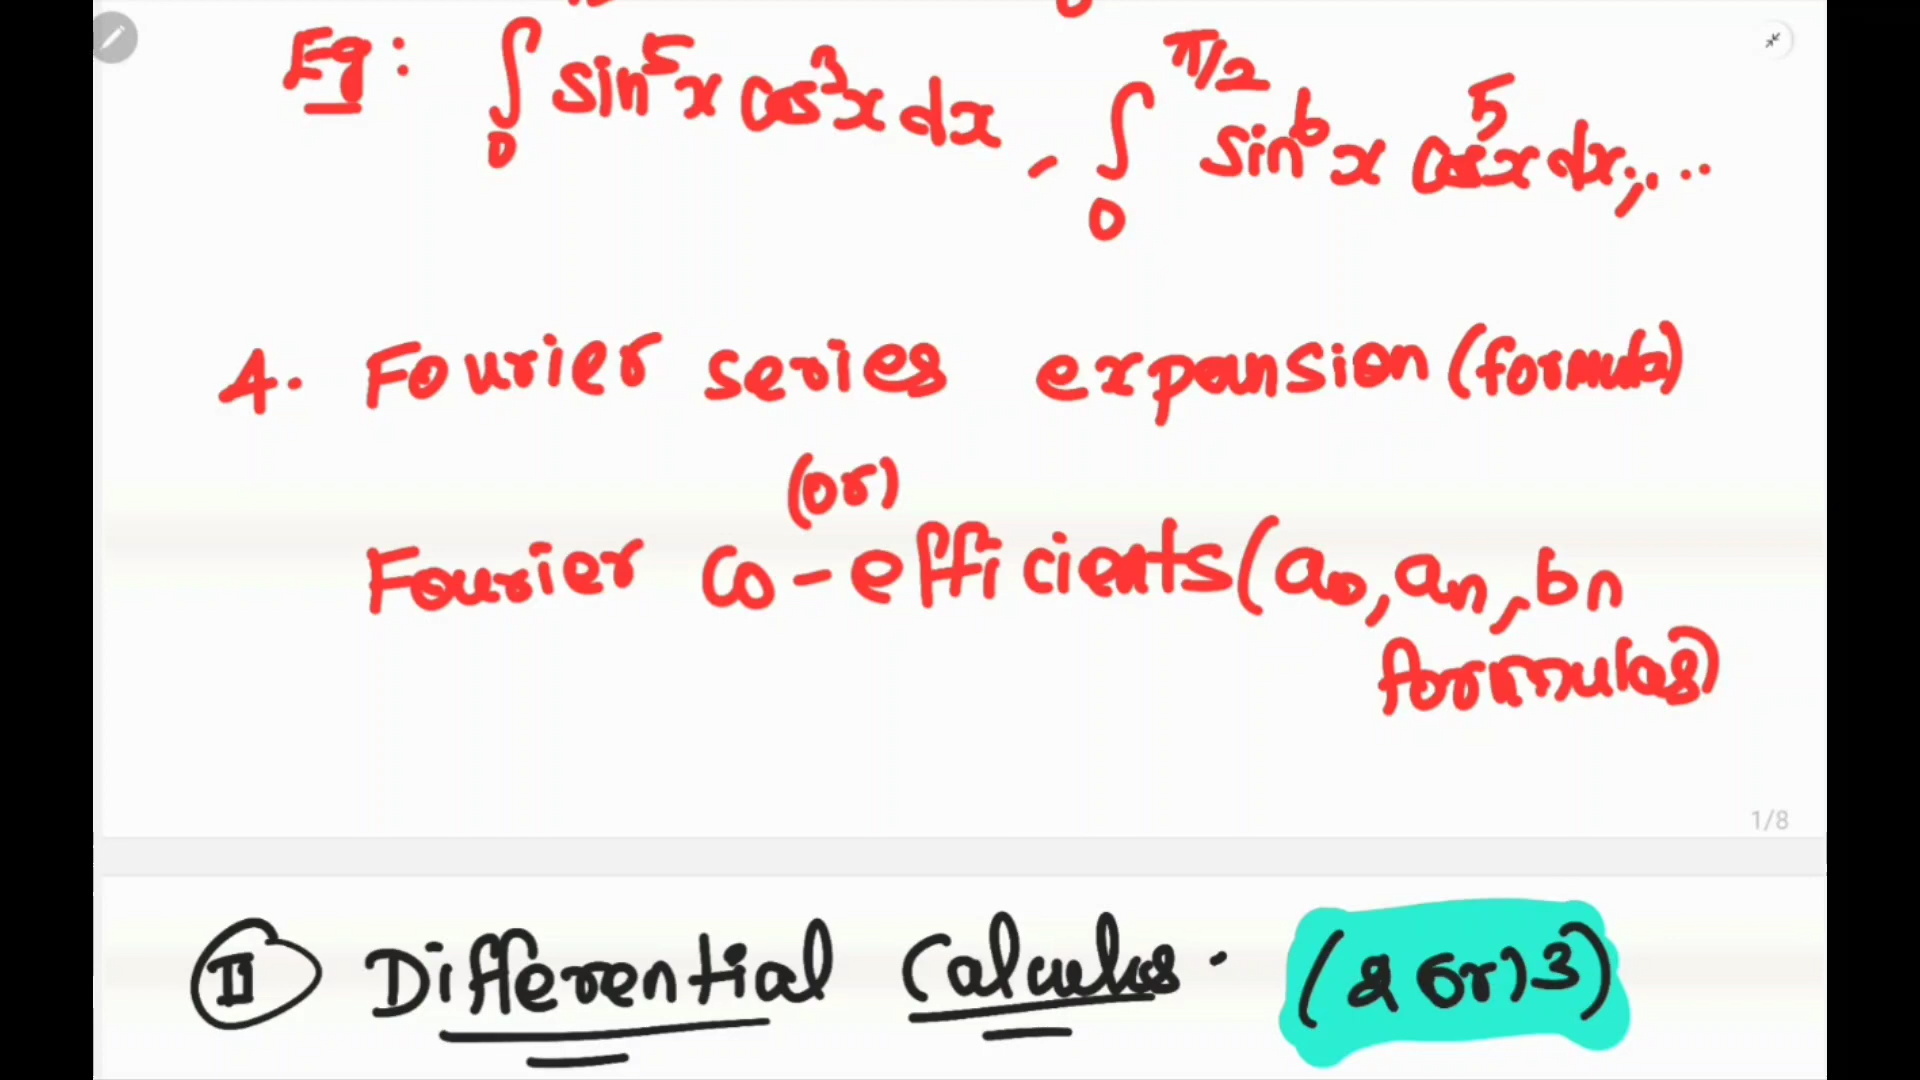 Eg: ∫₀ sin⁵x cos³x dx, ∫₀^π/2 sin⁶x cos⁵x dx,...
4. Fourier series expansion (formula)
(or)
Fourier co-efficients (a₀, aₙ, bₙ
formulas)
1/8
II Differential Calculus. (2 or) 3)